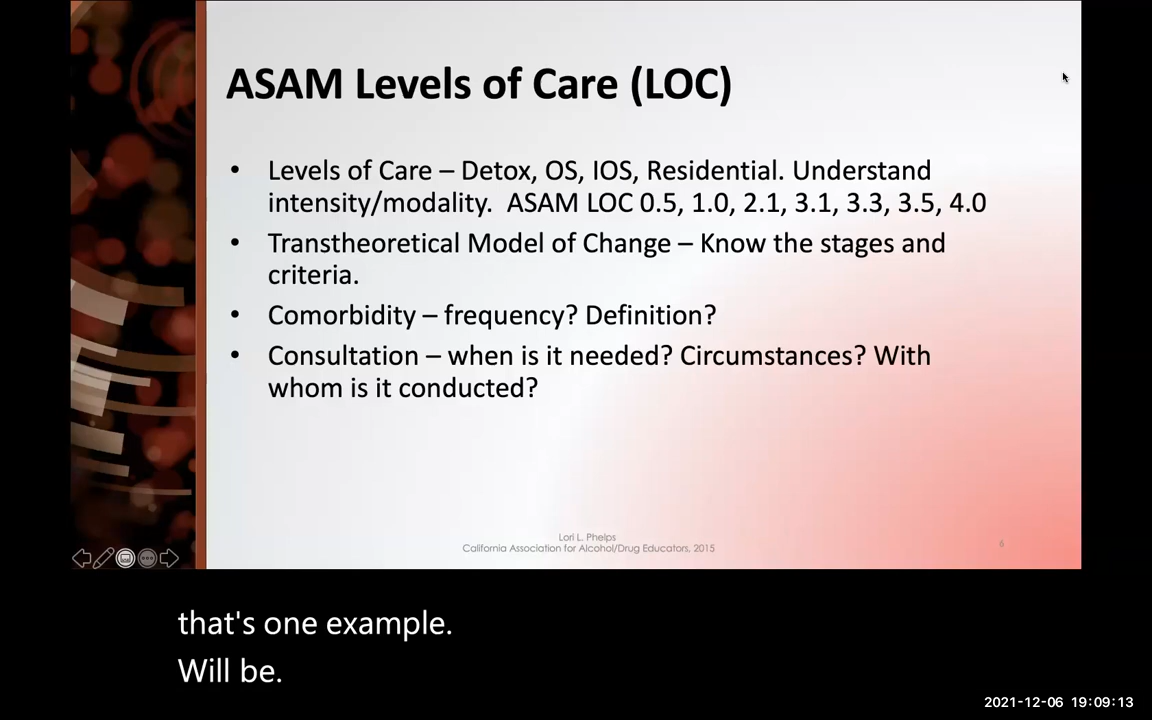 ASAM Levels of Care (LOC)
• Levels of Care – Detox, OS, IOS, Residential. Understand
intensity/modality.  ASAM LOC 0.5, 1.0, 2.1, 3.1, 3.3, 3.5, 4.0
• Transtheoretical Model of Change – Know the stages and
criteria.
• Comorbidity – frequency? Definition?
• Consultation – when is it needed? Circumstances? With
whom is it conducted?
Lori L. Phelps
California Association for Alcohol/Drug Educators, 2015
6
that's one example.
Will be.
2021-12-06 19:09:13